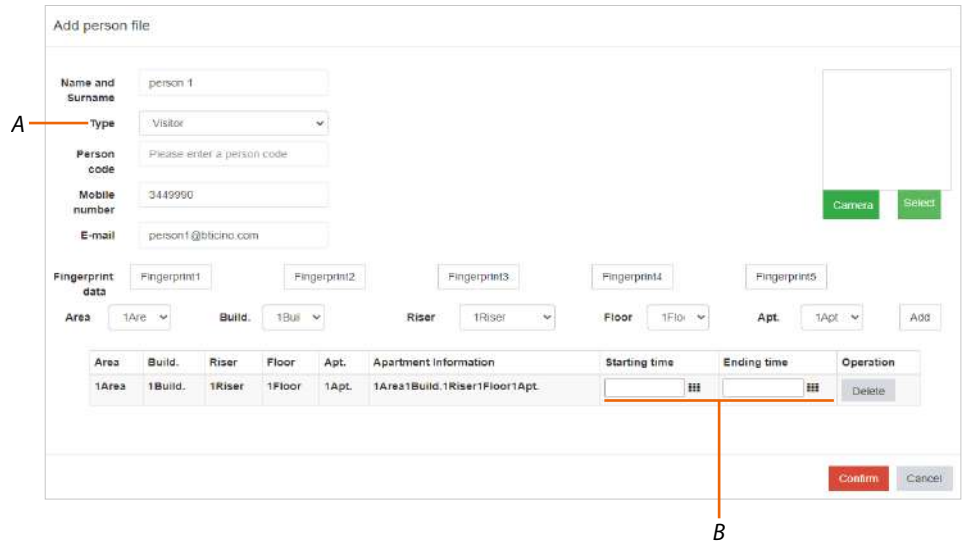 Add person file
Name and Surname
person 1
A
Type
Visitor
Person code
Please enter a person code
Mobile number
3449990
Camera
Select
E-mail
person1@bticino.com
Fingerprint data
Fingerprint1
Fingerprint2
Fingerprint3
Fingerprint4
Fingerprint5
Area
1Are
Build.
1Bui
Riser
1Riser
Floor
1Flo
Apt.
1Apt
Add
Area Build. Riser Floor Apt. Apartment Information Starting time Ending time Operation
1Area 1Build. 1Riser 1Floor 1Apt. 1Area1Build.1Riser1Floor1Apt. Delete
Confirm
Cancel
B